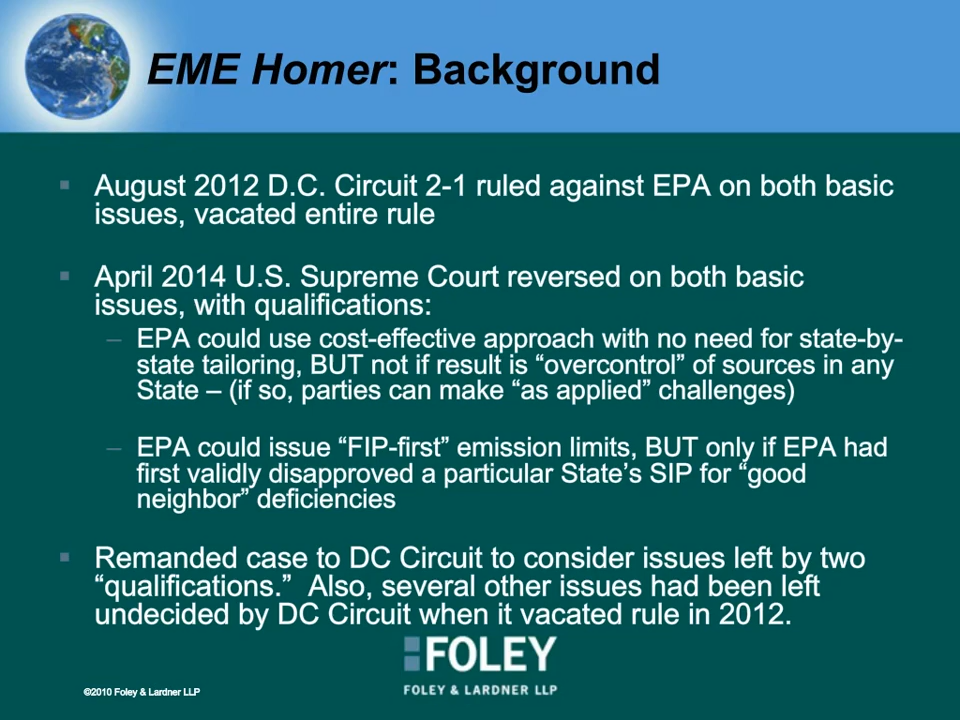 EME Homer: Background
▪ August 2012 D.C. Circuit 2-1 ruled against EPA on both basic
issues, vacated entire rule
▪ April 2014 U.S. Supreme Court reversed on both basic
issues, with qualifications:
– EPA could use cost-effective approach with no need for state-by-
state tailoring, BUT not if result is “overcontrol” of sources in any
State – (if so, parties can make “as applied” challenges)
– EPA could issue “FIP-first” emission limits, BUT only if EPA had
first validly disapproved a particular State’s SIP for “good
neighbor” deficiencies
▪ Remanded case to DC Circuit to consider issues left by two
“qualifications.” Also, several other issues had been left
undecided by DC Circuit when it vacated rule in 2012.
FOLEY
FOLEY & LARDNER LLP
©2010 Foley & Lardner LLP